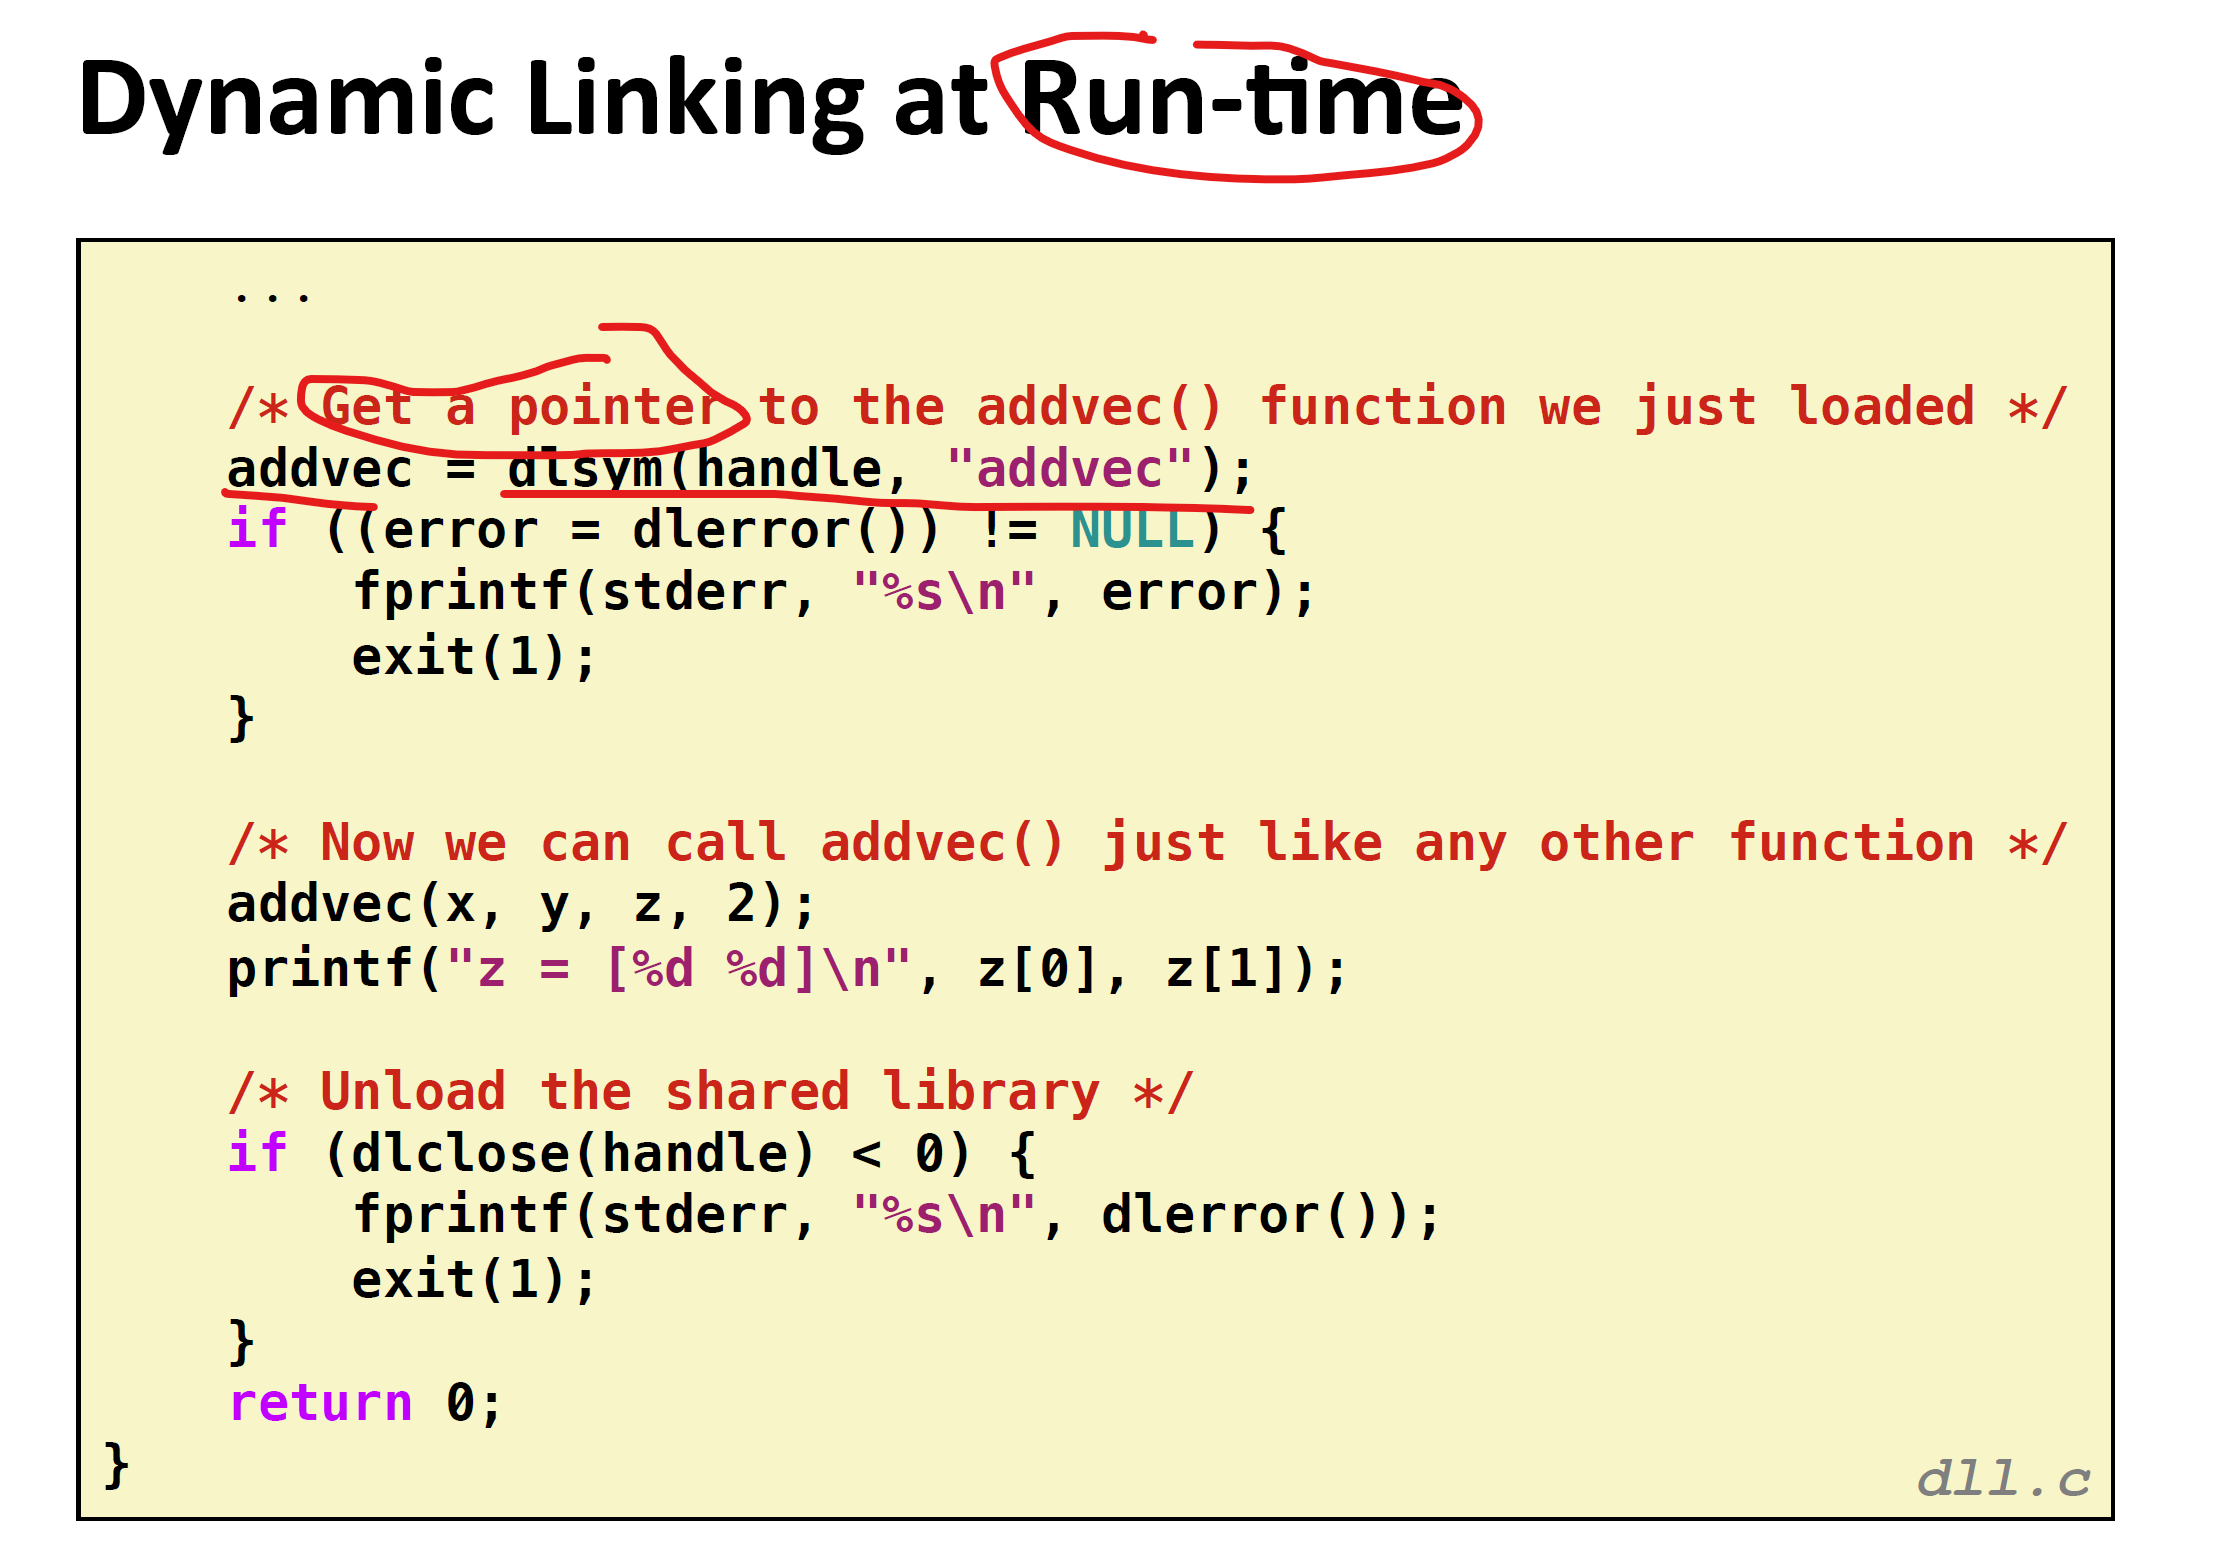 Dynamic Linking at Run-time
. . .
/* Get a pointer to the addvec() function we just loaded */
addvec = dlsym(handle, "addvec");
if ((error = dlerror()) != NULL) {
fprintf(stderr, "%s\n", error);
exit(1);
}
/* Now we can call addvec() just like any other function */
addvec(x, y, z, 2);
printf("z = [%d %d]\n", z[0], z[1]);
/* Unload the shared library */
if (dlclose(handle) < 0) {
fprintf(stderr, "%s\n", dlerror());
exit(1);
}
return 0;
}
dll.c